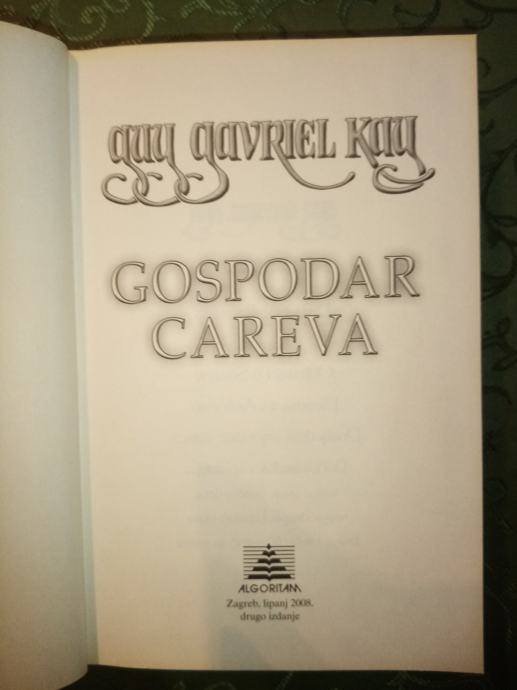 GUY GAVRIEL KAY
GOSPODAR
CAREVA
ALGORITAM
Zagreb, lipanj 2008.
drugo izdanje